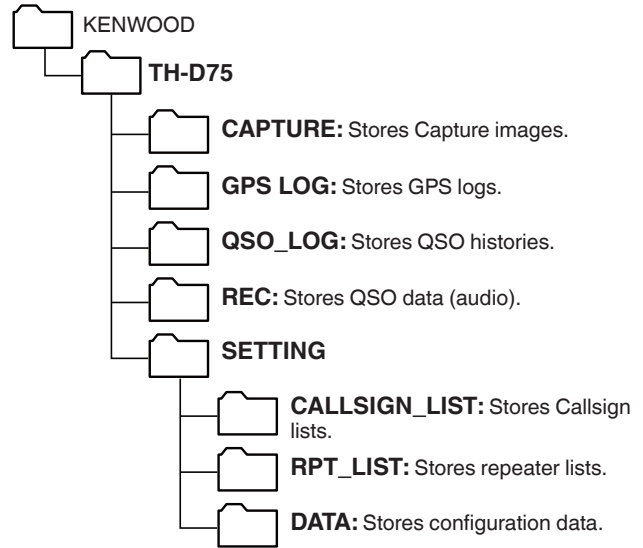 KENWOOD
TH-D75
CAPTURE: Stores Capture images.
GPS LOG: Stores GPS logs.
QSO_LOG: Stores QSO histories.
REC: Stores QSO data (audio).
SETTING
CALLSIGN_LIST: Stores Callsign
lists.
RPT_LIST: Stores repeater lists.
DATA: Stores configuration data.